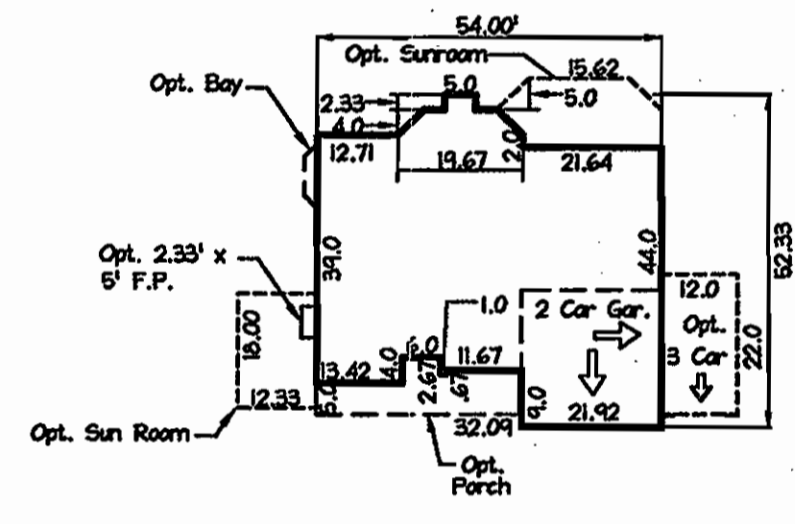 54.00'
Opt. Sunroom
15.62
Opt. Bay
5.0
2.33
5.0
4.0
12.71
19.67
2.0
21.64
39.0
44.0
52.33
Opt. 2.33' x
5' F.P.
1.0
2 Car Gar.
12.0
Opt.
3 Car
22.0
18.00
13.42
4.0
2.67
.67
11.67
9.0
21.92
12.33
5.0
32.09
Opt. Sun Room
Opt.
Porch